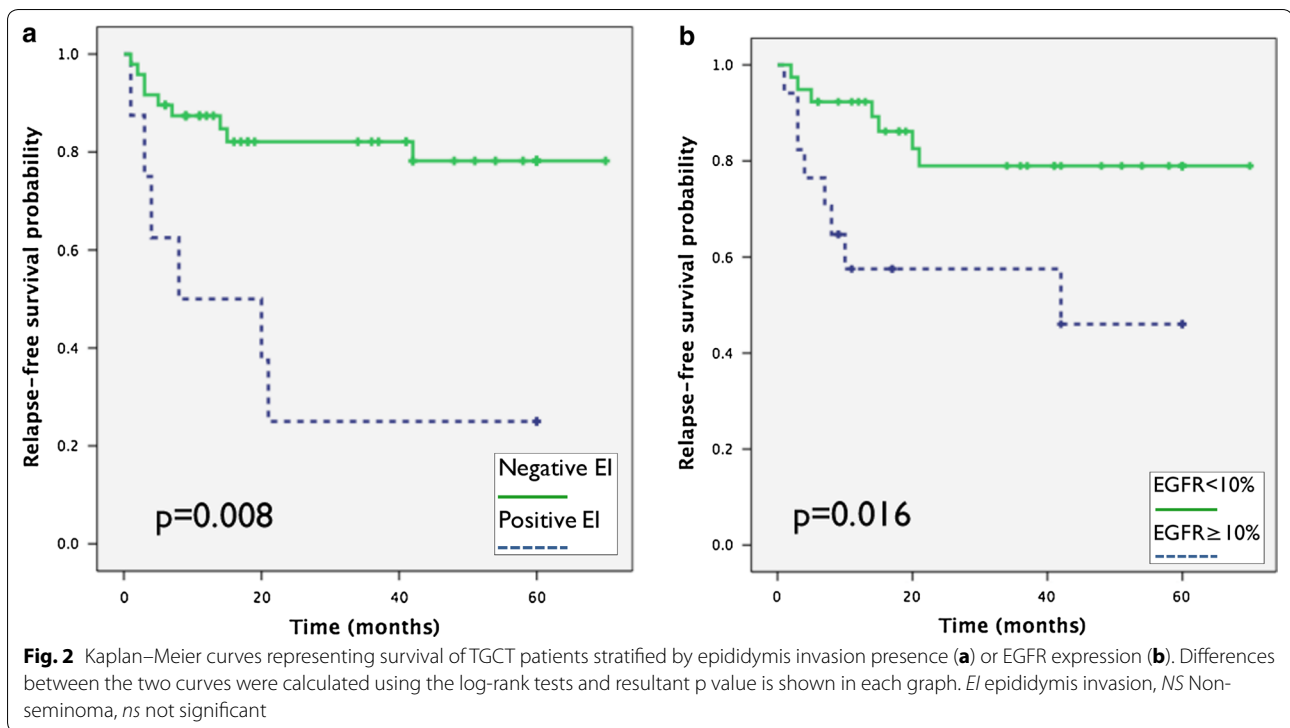 a
Relapse-free survival probability
1.0
0.8
0.6
0.4
0.2
0.0
p=0.008
Negative EI
Positive EI
0 20 40 60
Time (months)
b
Relapse-free survival probability
1.0
0.8
0.6
0.4
0.2
0.0
p=0.016
EGFR<10%
EGFR≥10%
0 20 40 60
Time (months)
Fig. 2 Kaplan–Meier curves representing survival of TGCT patients stratified by epididymis invasion presence (a) or EGFR expression (b). Differences
between the two curves were calculated using the log-rank tests and resultant p value is shown in each graph. EI epididymis invasion, NS Non-
seminoma, ns not significant